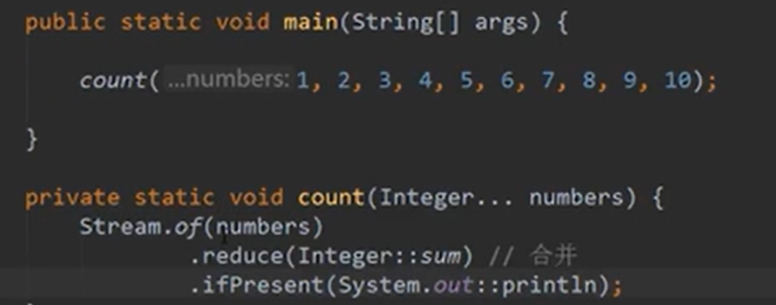 public static void main(String[] args) {
count( ...numbers: 1, 2, 3, 4, 5, 6, 7, 8, 9, 10);
}
private static void count(Integer... numbers) {
Stream.of(numbers)
.reduce(Integer::sum) // 合并
.ifPresent(System.out::println);